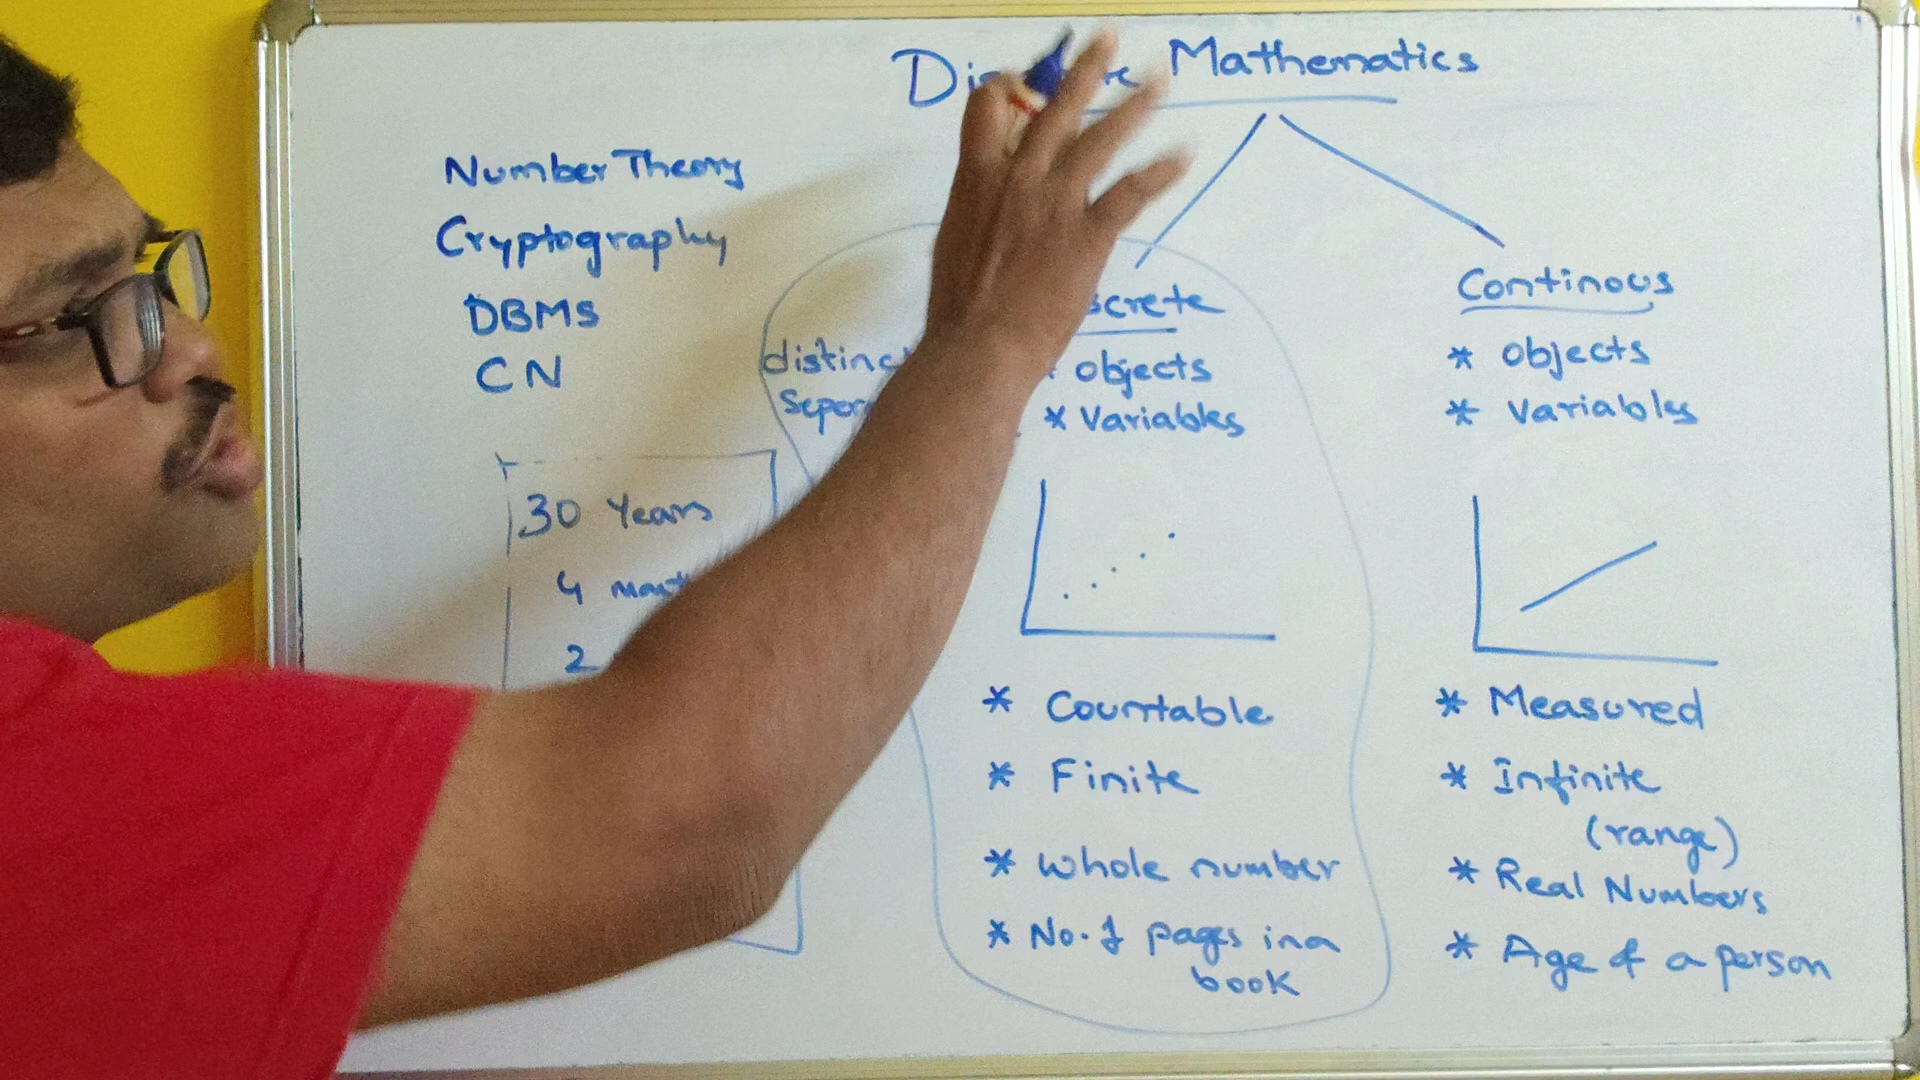 Mathematics
Number Theory
Cryptography
DBMS
CN
30 Years
4
2
Continous
* objects
* Variables
objects
* Variables
* Countable
* Finite
* Whole number
* No. of pages in a
book
* Measured
* Infinite
(range)
* Real Numbers
* Age of a person